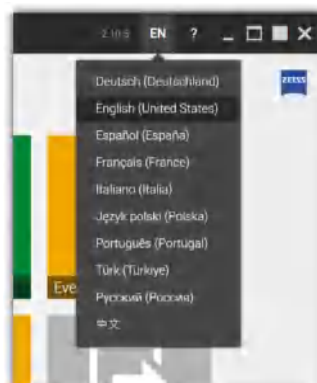 2.10.5 EN ?
ZEISS
Deutsch (Deutschland)
English (United States)
Español (España)
Français (France)
Italiano (Italia)
Język polski (Polska)
Português (Portugal)
Türk (Türkiye)
Русский (Россия)
中文
Eve